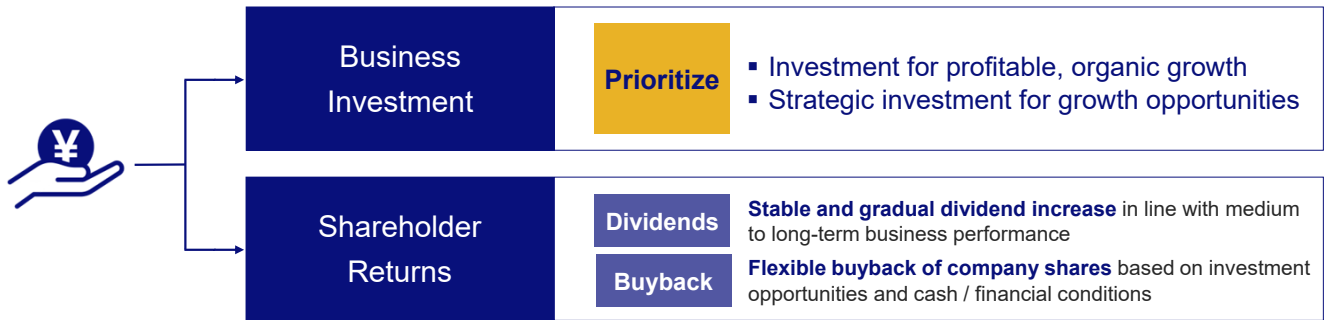 ¥
Business
Investment
Prioritize
▪ Investment for profitable, organic growth
▪ Strategic investment for growth opportunities
Shareholder
Returns
Dividends
Stable and gradual dividend increase in line with medium
to long-term business performance
Buyback
Flexible buyback of company shares based on investment
opportunities and cash / financial conditions